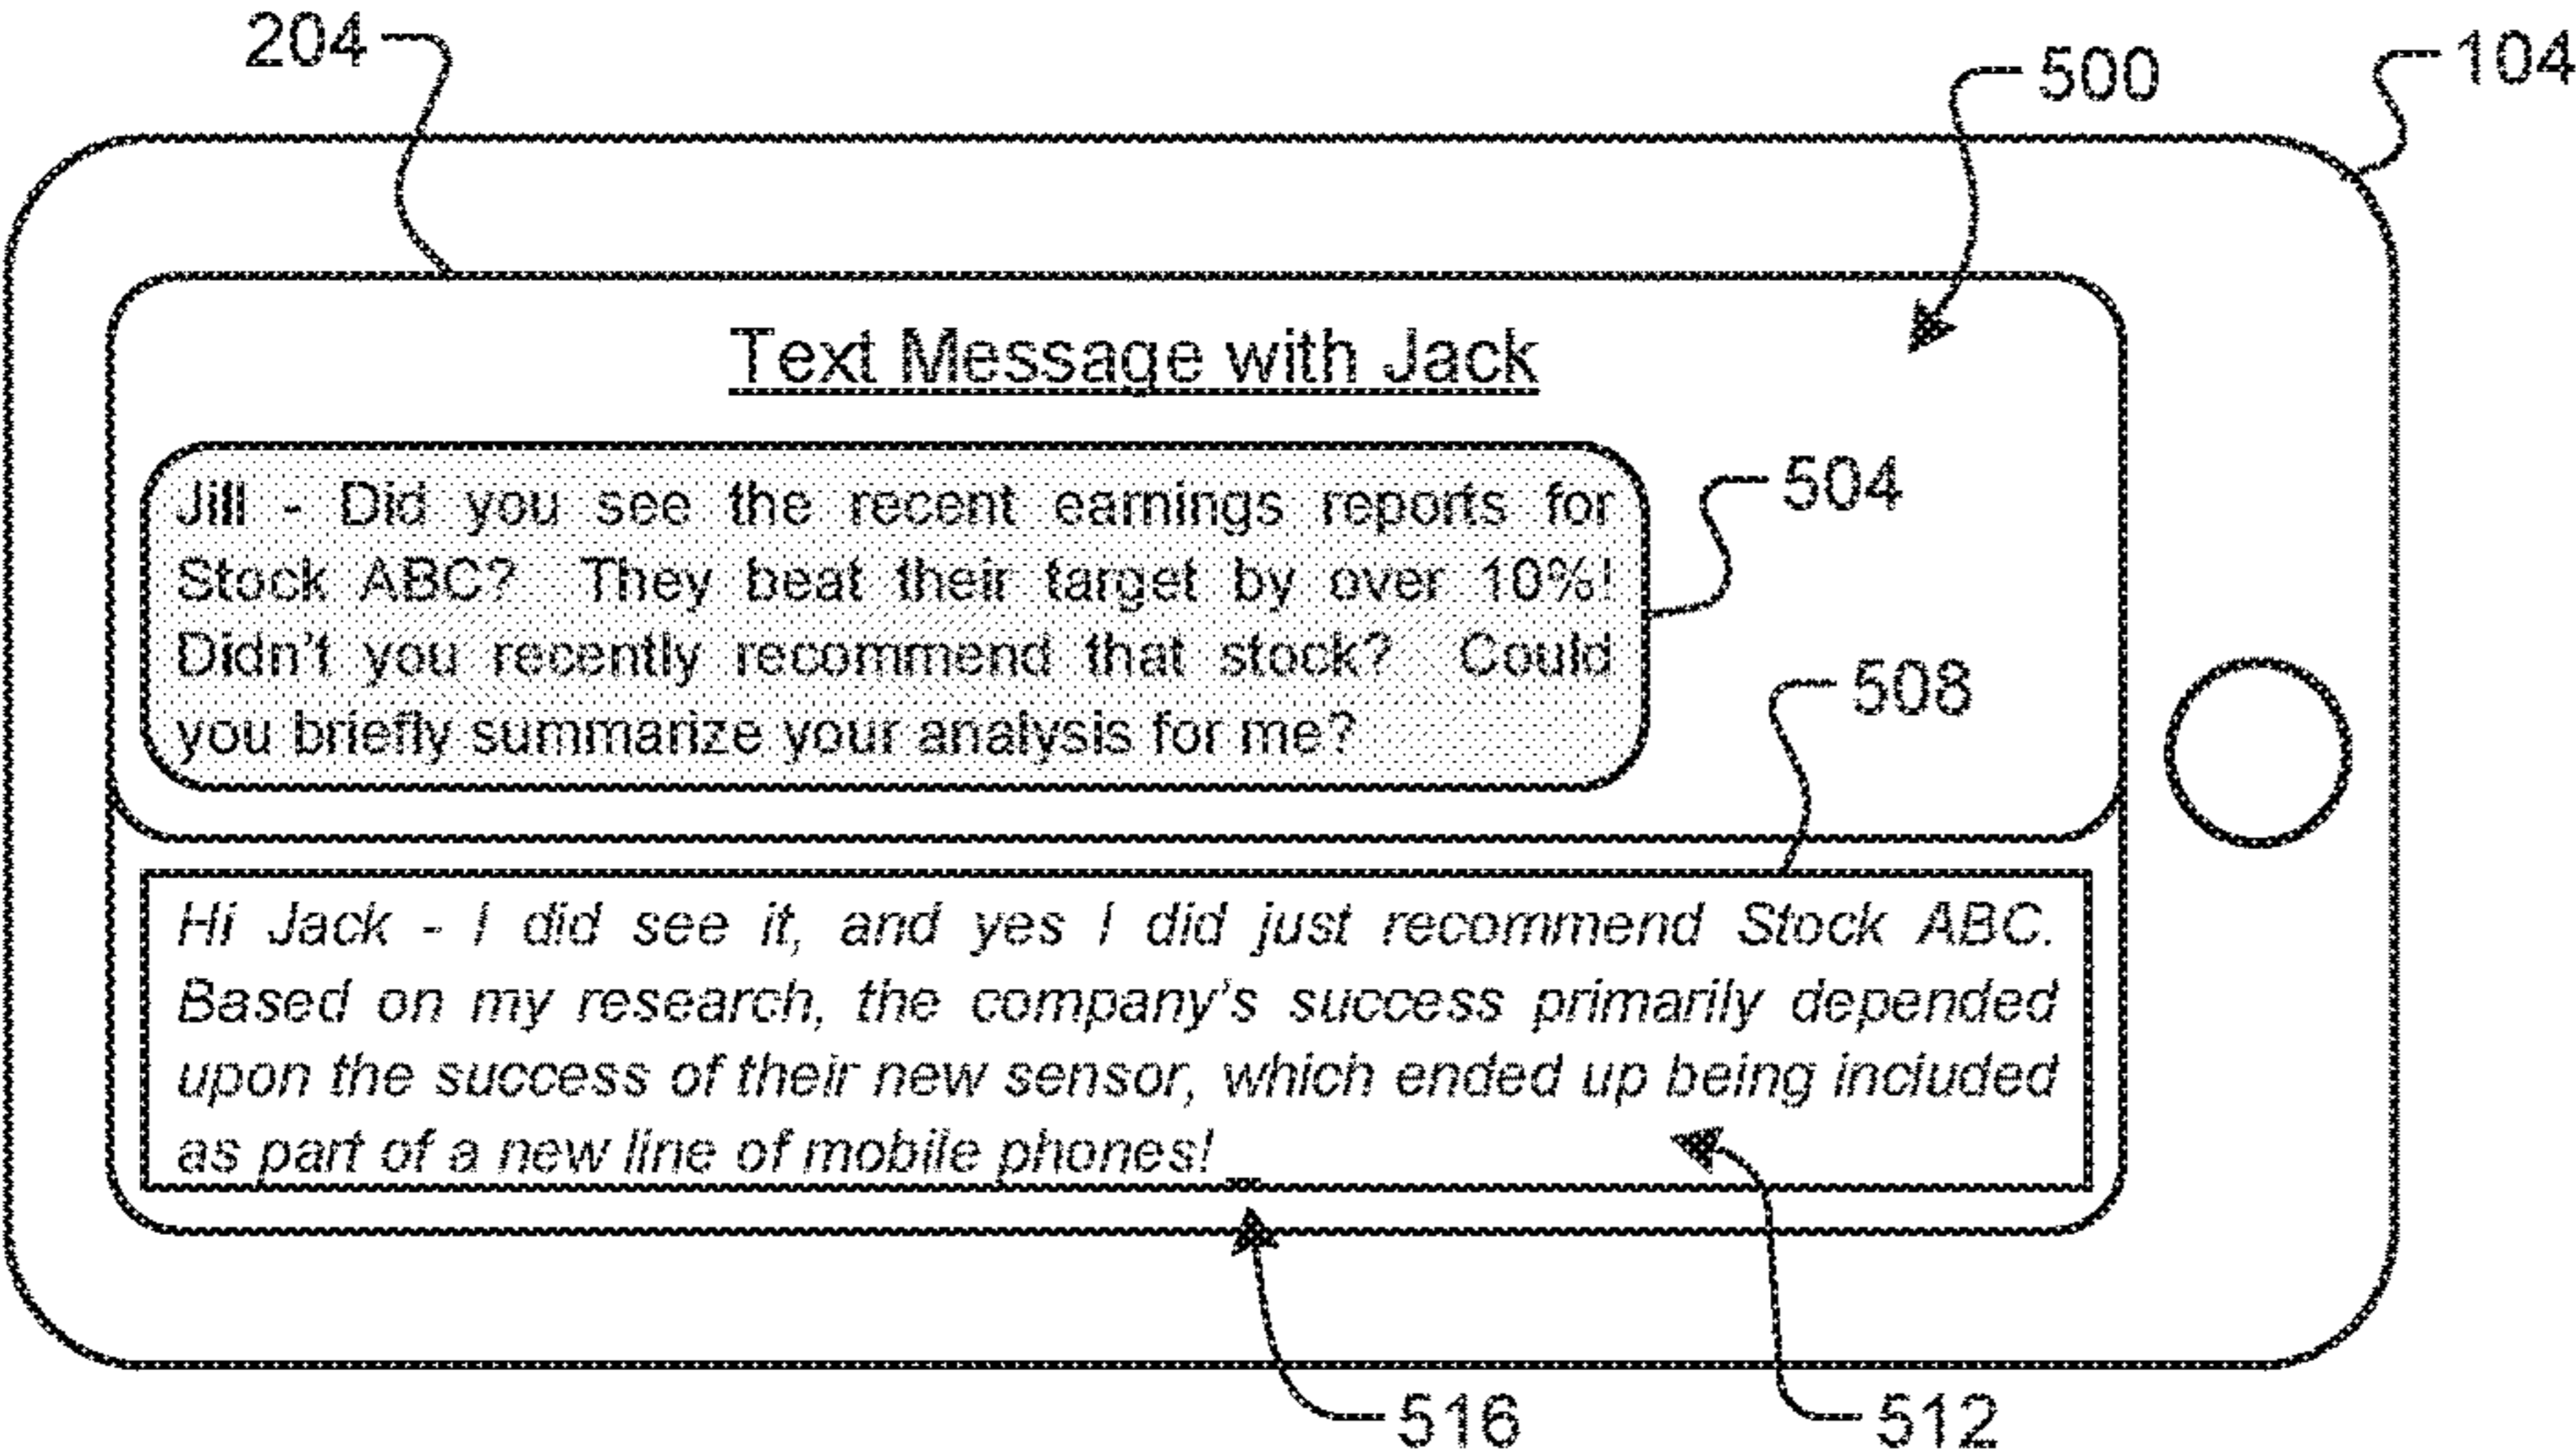 204
500
104
Text Message with Jack
Jill - Did you see the recent earnings reports for
Stock ABC? They beat their target by over 10%!
Didn't you recently recommend that stock? Could
you briefly summarize your analysis for me?
504
508
Hi Jack - I did see it, and yes I did just recommend Stock ABC.
Based on my research, the company's success primarily depended
upon the success of their new sensor, which ended up being included
as part of a new line of mobile phones!
516
512